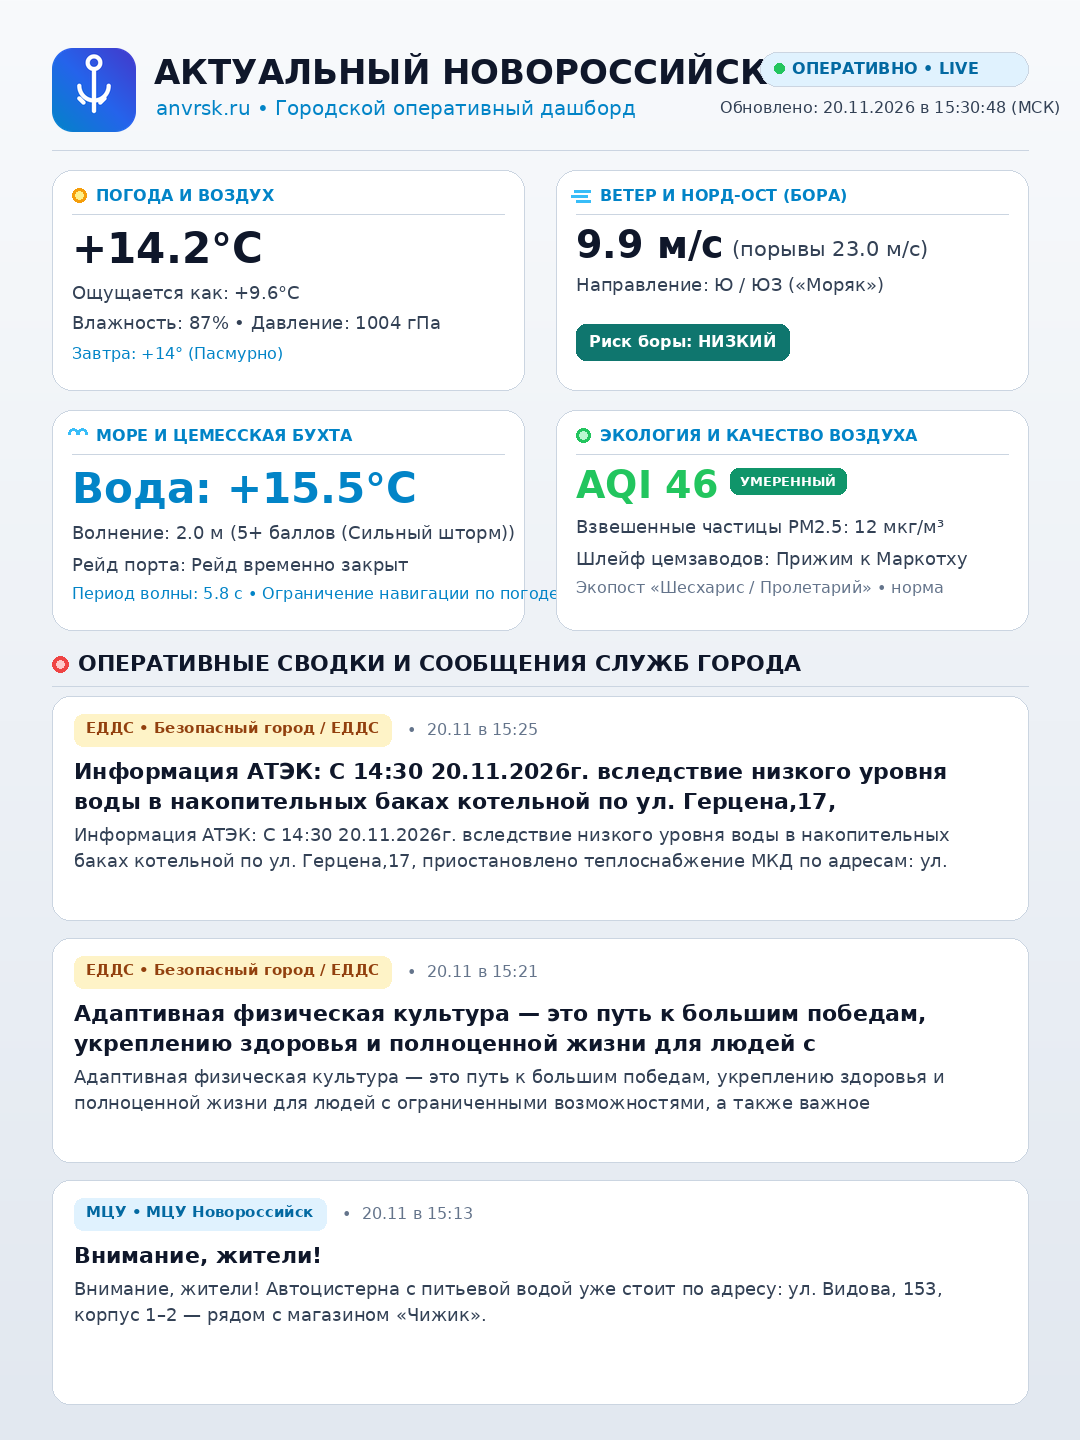 АКТУАЛЬНЫЙ НОВОРОССИЙСК
ОПЕРАТИВНО • LIVE
anvrsk.ru • Городской оперативный дашборд
Обновлено: 20.11.2026 в 15:30:48 (МСК)
ПОГОДА И ВОЗДУХ
+14.2°C
Ощущается как: +9.6°C
Влажность: 87% • Давление: 1004 гПа
Завтра: +14° (Пасмурно)
ВЕТЕР И НОРД-ОСТ (БОРА)
9.9 м/с (порывы 23.0 м/с)
Направление: Ю / ЮЗ («Моряк»)
Риск боры: НИЗКИЙ
МОРЕ И ЦЕМЕССКАЯ БУХТА
Вода: +15.5°C
Волнение: 2.0 м (5+ баллов (Сильный шторм))
Рейд порта: Рейд временно закрыт
Период волны: 5.8 с • Ограничение навигации по погоде
ЭКОЛОГИЯ И КАЧЕСТВО ВОЗДУХА
AQI 46 УМЕРЕННЫЙ
Взвешенные частицы PM2.5: 12 мкг/м³
Шлейф цемзаводов: Прижим к Маркотху
Экопост «Шесхарис / Пролетарий» • норма
ОПЕРАТИВНЫЕ СВОДКИ И СООБЩЕНИЯ СЛУЖБ ГОРОДА
ЕДДС • Безопасный город / ЕДДС • 20.11 в 15:25
Информация АТЭК: С 14:30 20.11.2026г. вследствие низкого уровня
воды в накопительных баках котельной по ул. Герцена,17,
Информация АТЭК: С 14:30 20.11.2026г. вследствие низкого уровня воды в накопительных
баках котельной по ул. Герцена,17, приостановлено теплоснабжение МКД по адресам: ул.
ЕДДС • Безопасный город / ЕДДС • 20.11 в 15:21
Адаптивная физическая культура — это путь к большим победам,
укреплению здоровья и полноценной жизни для людей с
Адаптивная физическая культура — это путь к большим победам, укреплению здоровья и
полноценной жизни для людей с ограниченными возможностями, а также важное
МЦУ • МЦУ Новороссийск • 20.11 в 15:13
Внимание, жители!
Внимание, жители! Автоцистерна с питьевой водой уже стоит по адресу: ул. Видова, 153,
корпус 1–2 — рядом с магазином «Чижик».